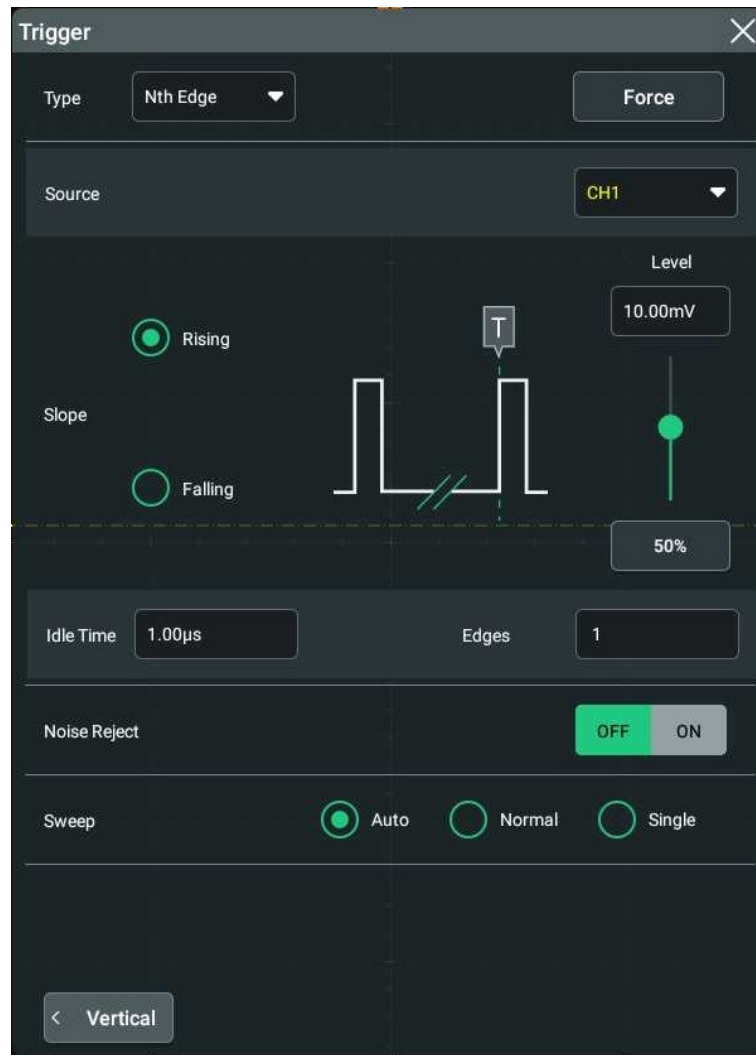 Trigger
Type Nth Edge Force
Source CH1
Level
10.00mV
T
Rising
Slope
Falling
50%
Idle Time 1.00µs Edges 1
Noise Reject OFF ON
Sweep Auto Normal Single
< Vertical